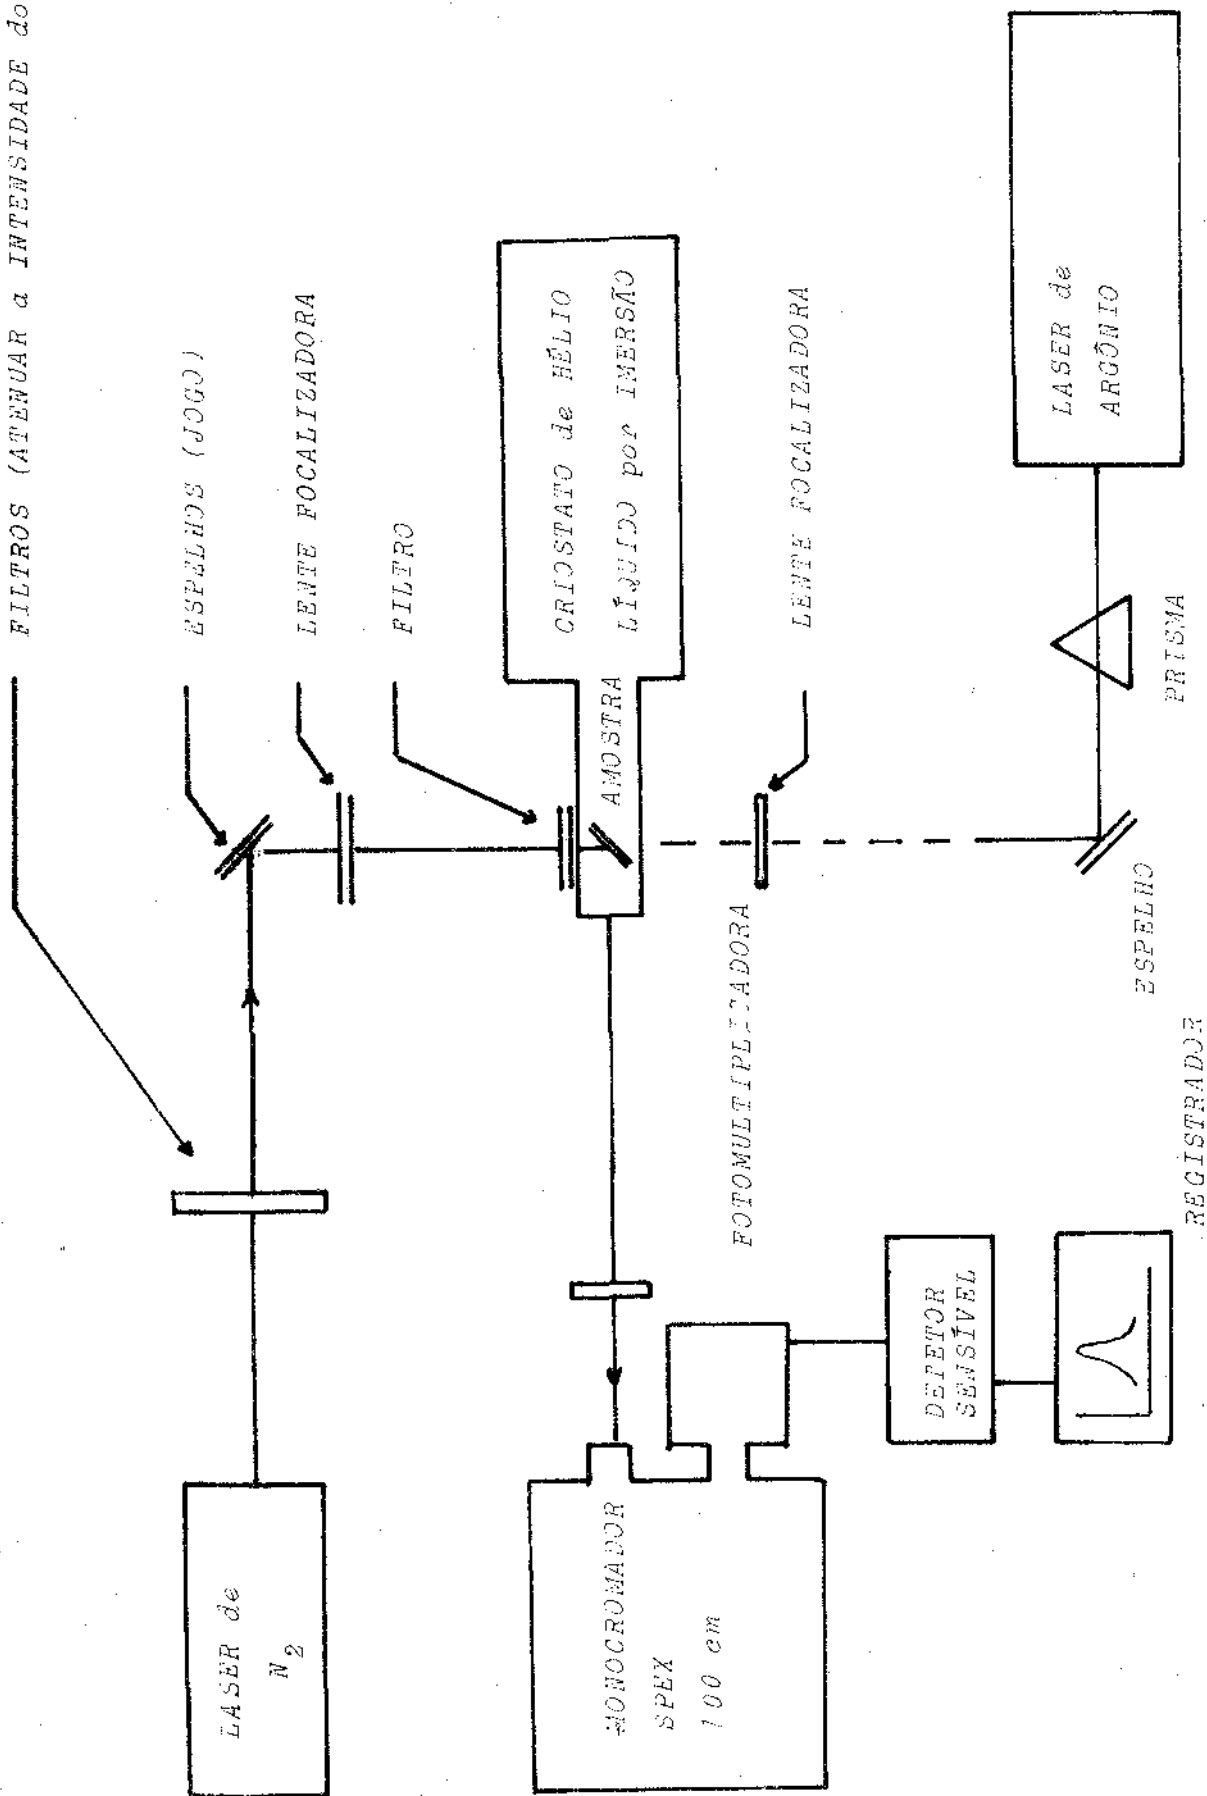 FILTROS (ATENUAR a INTENSIDADE do
ESPELHOS (JOGO)
LENTE FOCALIZADORA
FILTRO
CRIOSTATO de HÉLIO
LÍQUIDO por IMERSÃO
AMOSTRA
LENTE FOCALIZADORA
LASER de
ARGÔNIO
PRISMA
ESPELHO
FOTOMULTIPLICADORA
REGISTRADOR
DETETOR
SENSÍVEL
LASER de
N2
MONOCROMADOR
SPEX
100 cm